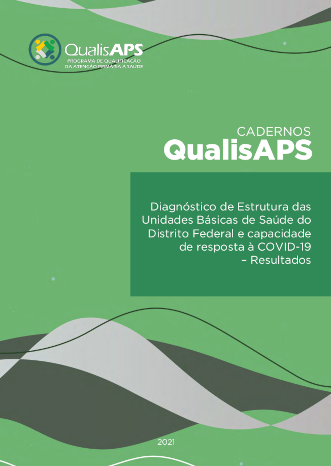 QualisAPS
PROGRAMA DE QUALIFICAÇÃO
DA ATENÇÃO PRIMÁRIA À SAÚDE
CADERNOS
QualisAPS
Diagnóstico de Estrutura das
Unidades Básicas de Saúde do
Distrito Federal e capacidade
de resposta à COVID-19
– Resultados
2021